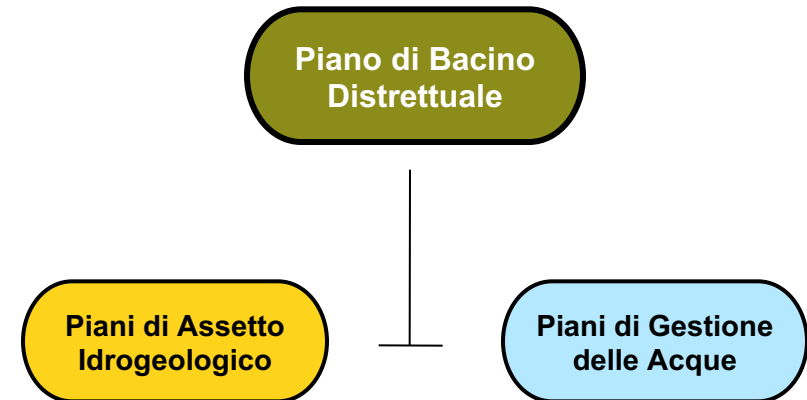 Piano di Bacino
Distrettuale
Piani di Assetto
Idrogeologico
Piani di Gestione
delle Acque